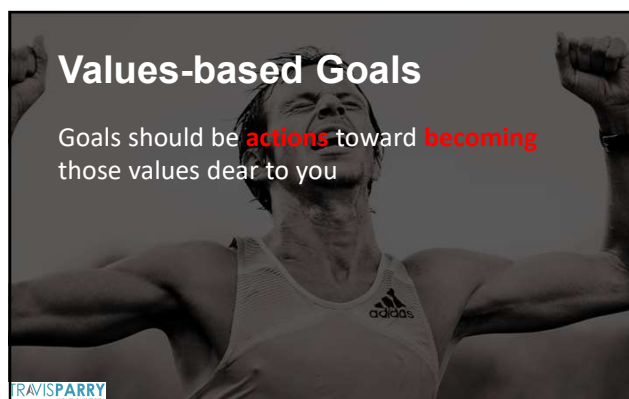 Values-based Goals
Goals should be actions toward becoming
those values dear to you
adidas
TRAVISPARRY